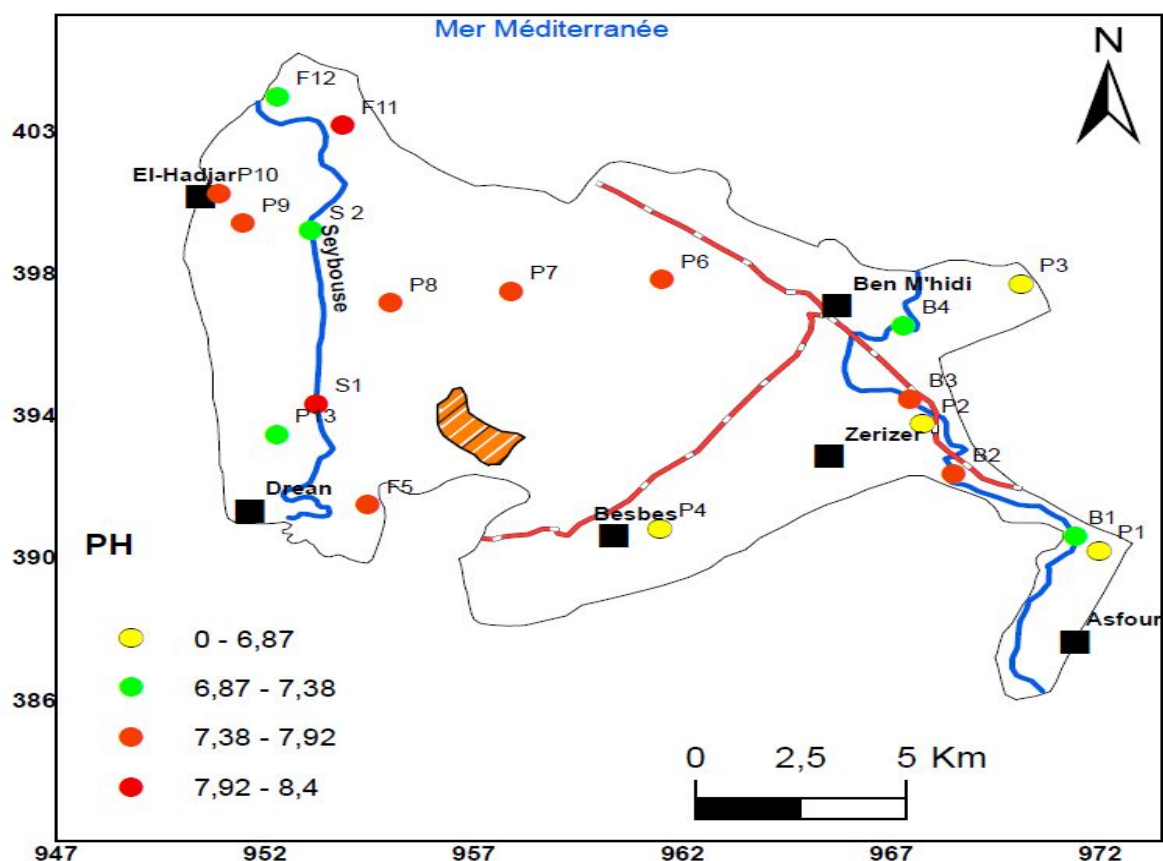 Mer Méditerranée
N
F12
F11
403
El-Hadjar
P10
P9
S 2
Seybouse
398
P8
P7
P6
Ben M'hidi
P3
B4
394
S1
P13
B3
P2
Zerizer
B2
Drean
F5
Besbes
P4
B1
P1
390
PH
Asfour
0 - 6,87
6,87 - 7,38
386
7,38 - 7,92
7,92 - 8,4
0 2,5 5 Km
947 952 957 962 967 972